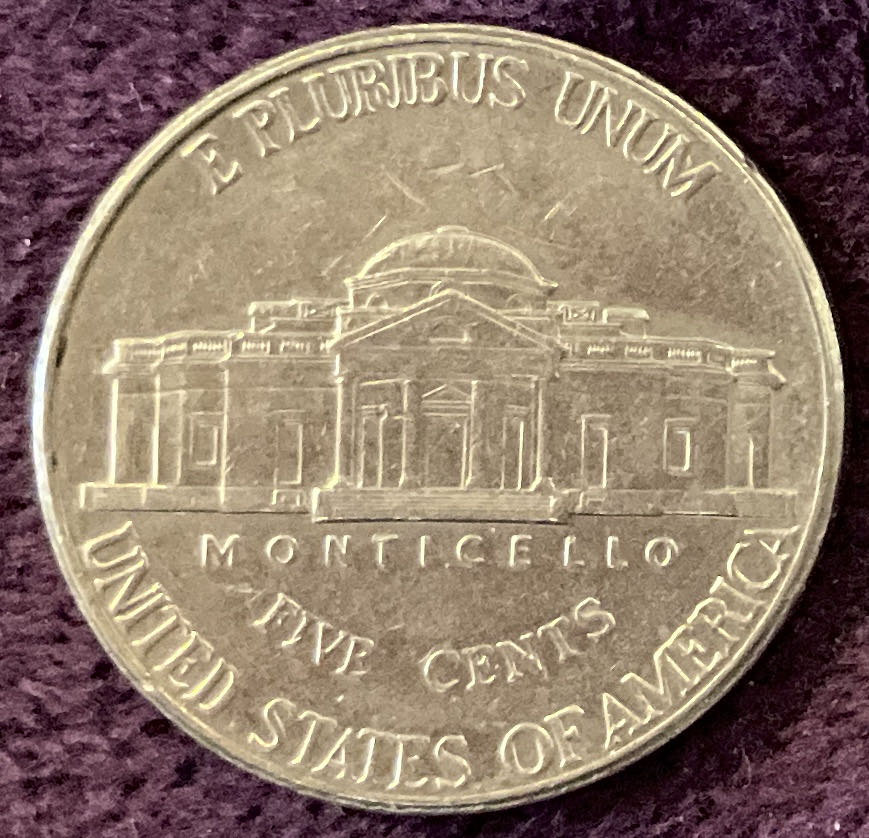 E PLURIBUS UNUM
MONTICELLO
FIVE CENTS
UNITED STATES OF AMERICA